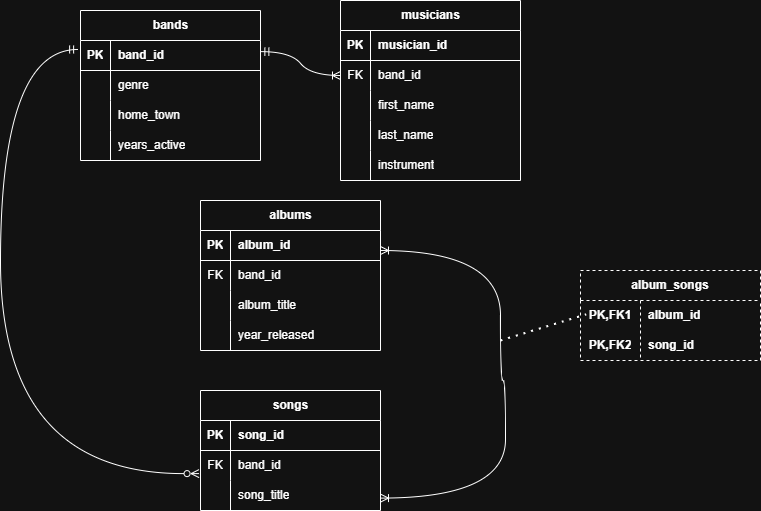 bands
PK band_id
genre
home_town
years_active
musicians
PK musician_id
FK band_id
first_name
last_name
instrument
albums
PK album_id
FK band_id
album_title
year_released
album_songs
PK,FK1 album_id
PK,FK2 song_id
songs
PK song_id
FK band_id
song_title